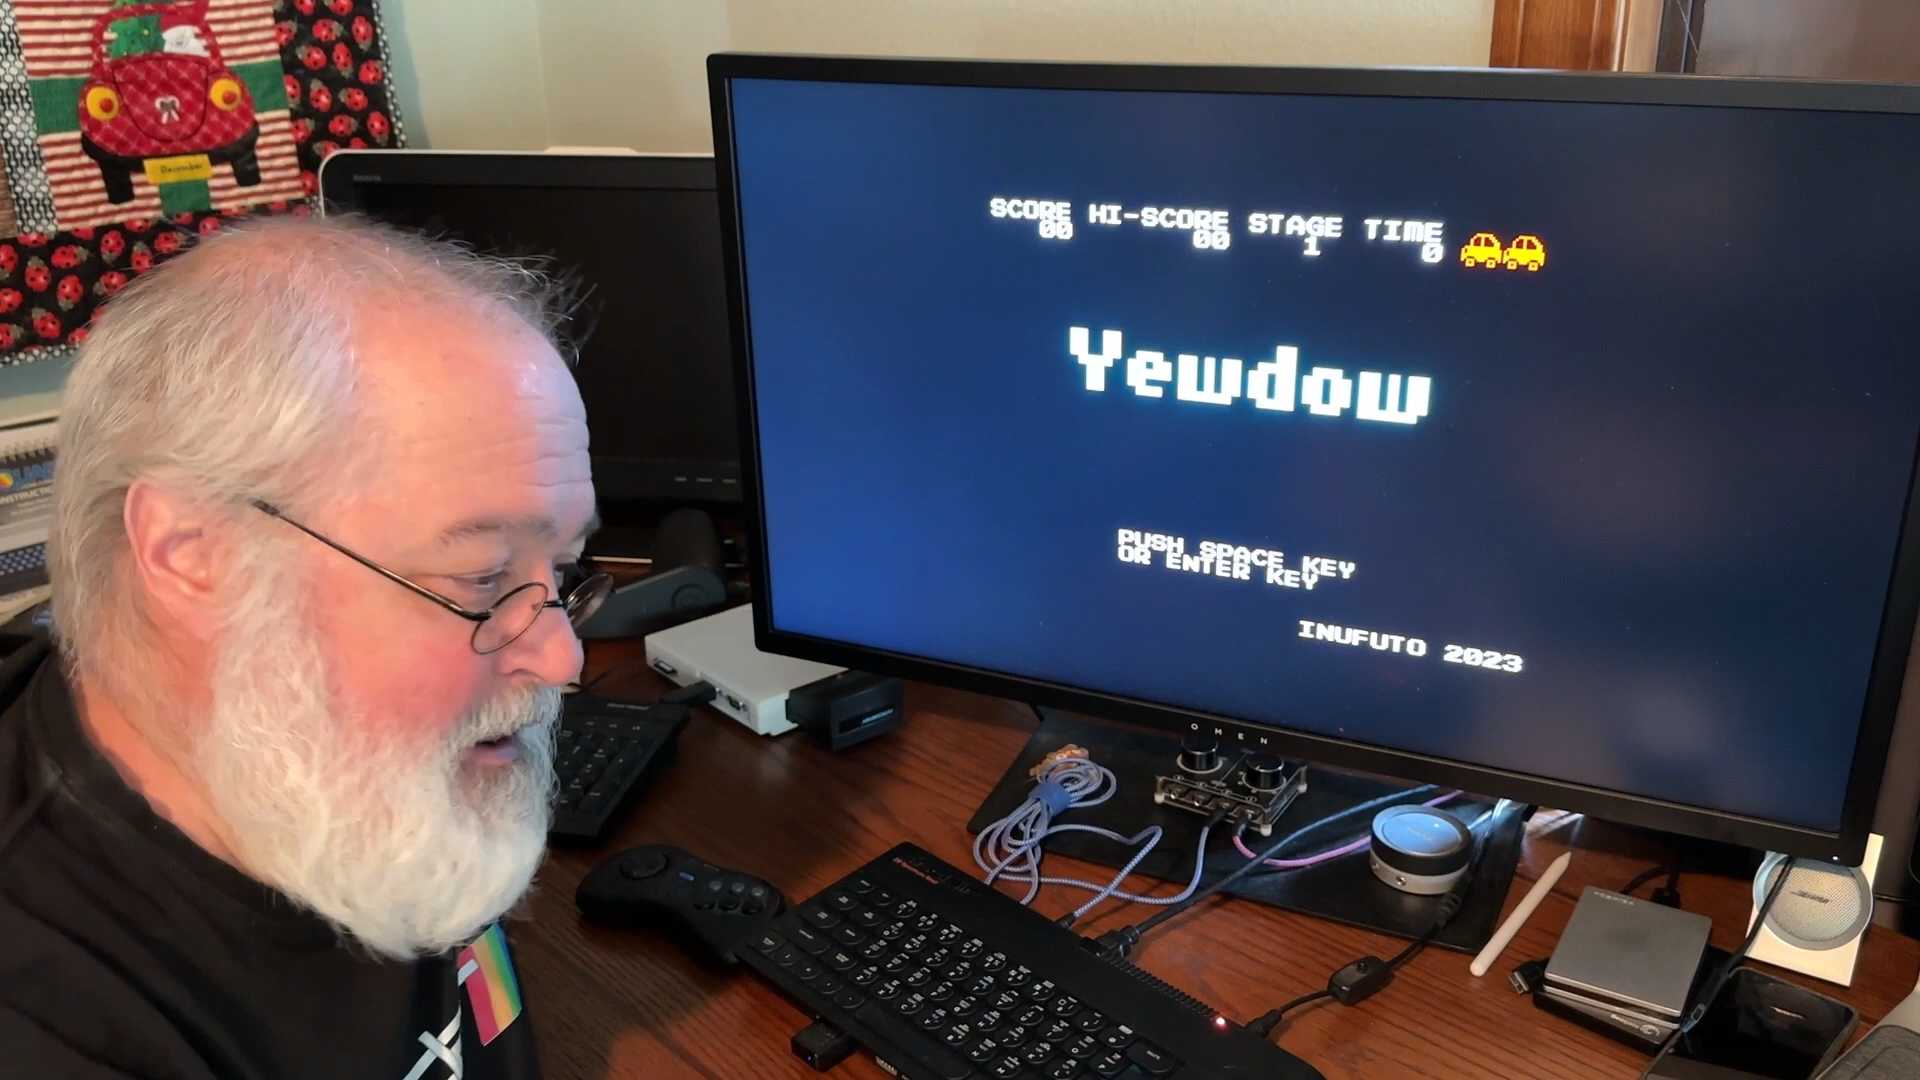 December
SCORE HI-SCORE STAGE TIME
00 00 1 0
Yewdow
PUSH SPACE KEY
OR ENTER KEY
INUFUTO 2023
OMEN